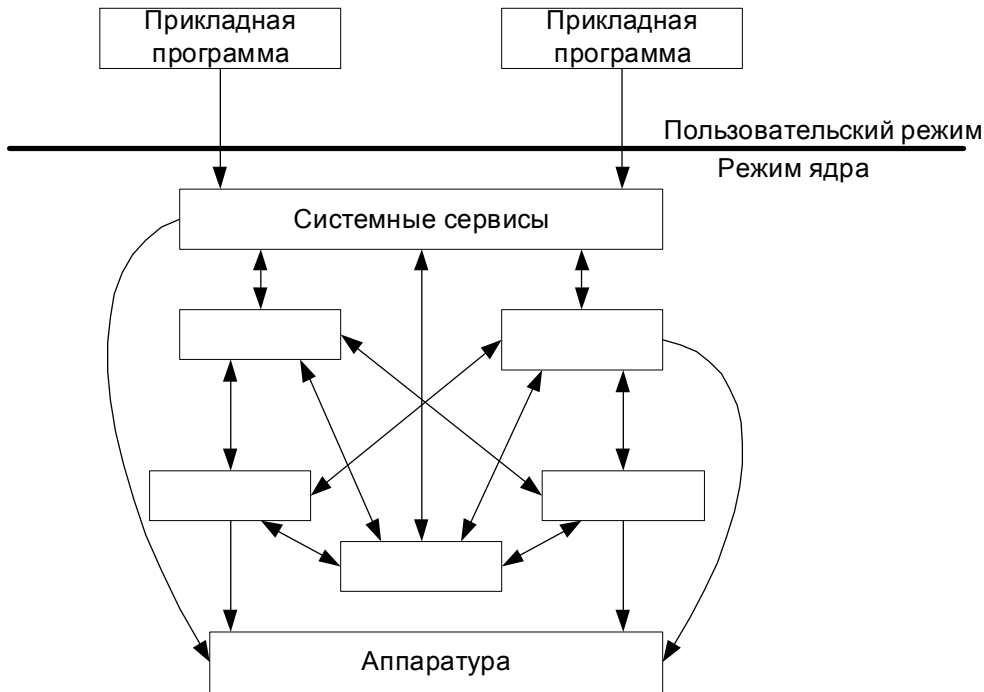 Прикладная
программа
Прикладная
программа
Пользовательский режим
Режим ядра
Системные сервисы
Аппаратура